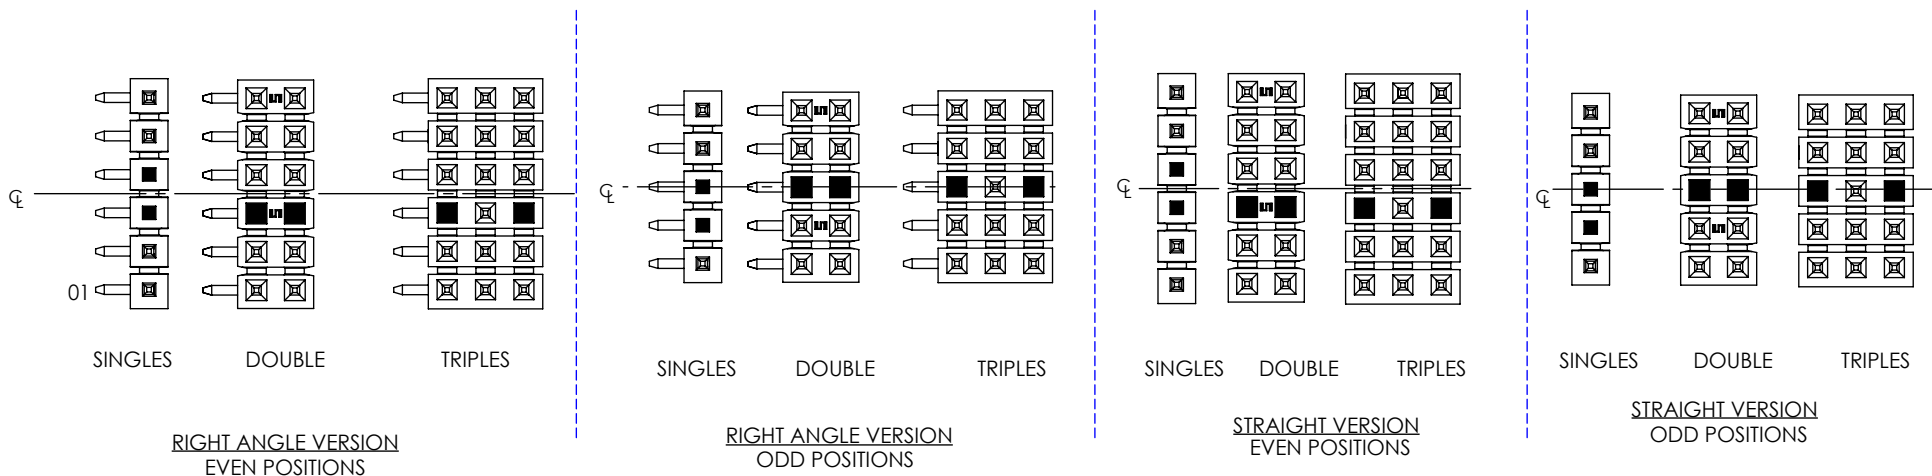 ℄
01
SINGLES DOUBLE TRIPLES
RIGHT ANGLE VERSION
EVEN POSITIONS
℄
SINGLES DOUBLE TRIPLES
RIGHT ANGLE VERSION
ODD POSITIONS
℄
SINGLES DOUBLE TRIPLES
STRAIGHT VERSION
EVEN POSITIONS
℄
SINGLES DOUBLE TRIPLES
STRAIGHT VERSION
ODD POSITIONS